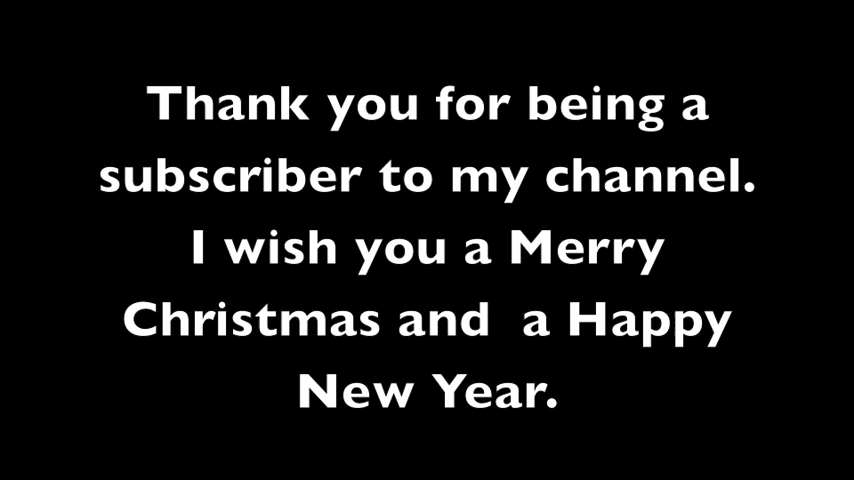 Thank you for being a
subscriber to my channel.
I wish you a Merry
Christmas and  a Happy
New Year.